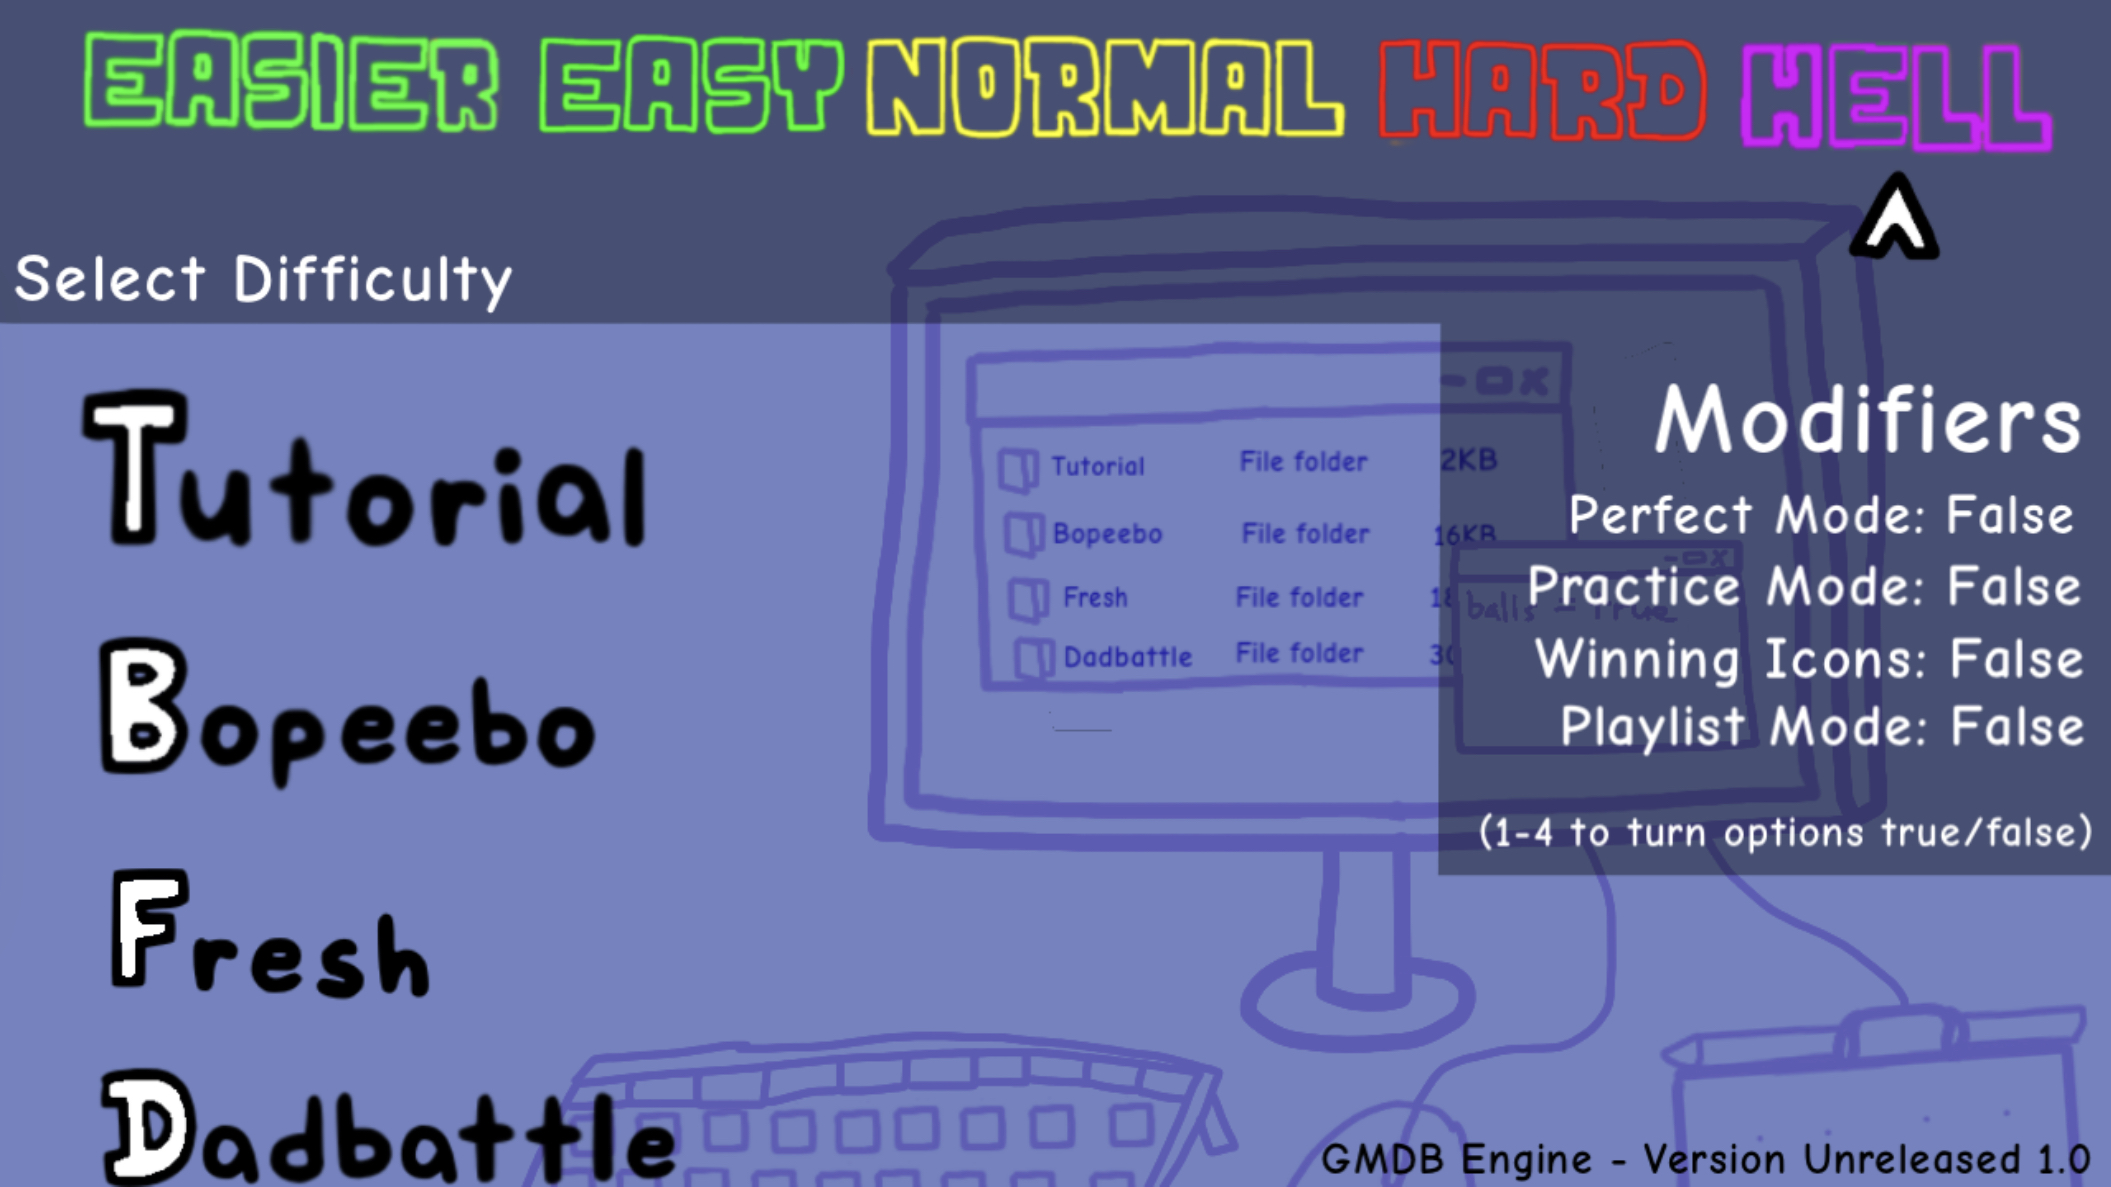 EASIER EASY NORMAL HARD HELL
Select Difficulty
Tutorial
Bopeebo
Fresh
Dadbattle
- □ x
Tutorial File folder 2KB
Bopeebo File folder 16KB
Fresh File folder
Dadbattle File folder
-□x
balls = True
Modifiers
Perfect Mode: False
Practice Mode: False
Winning Icons: False
Playlist Mode: False
(1-4 to turn options true/false)
GMDB Engine - Version Unreleased 1.0